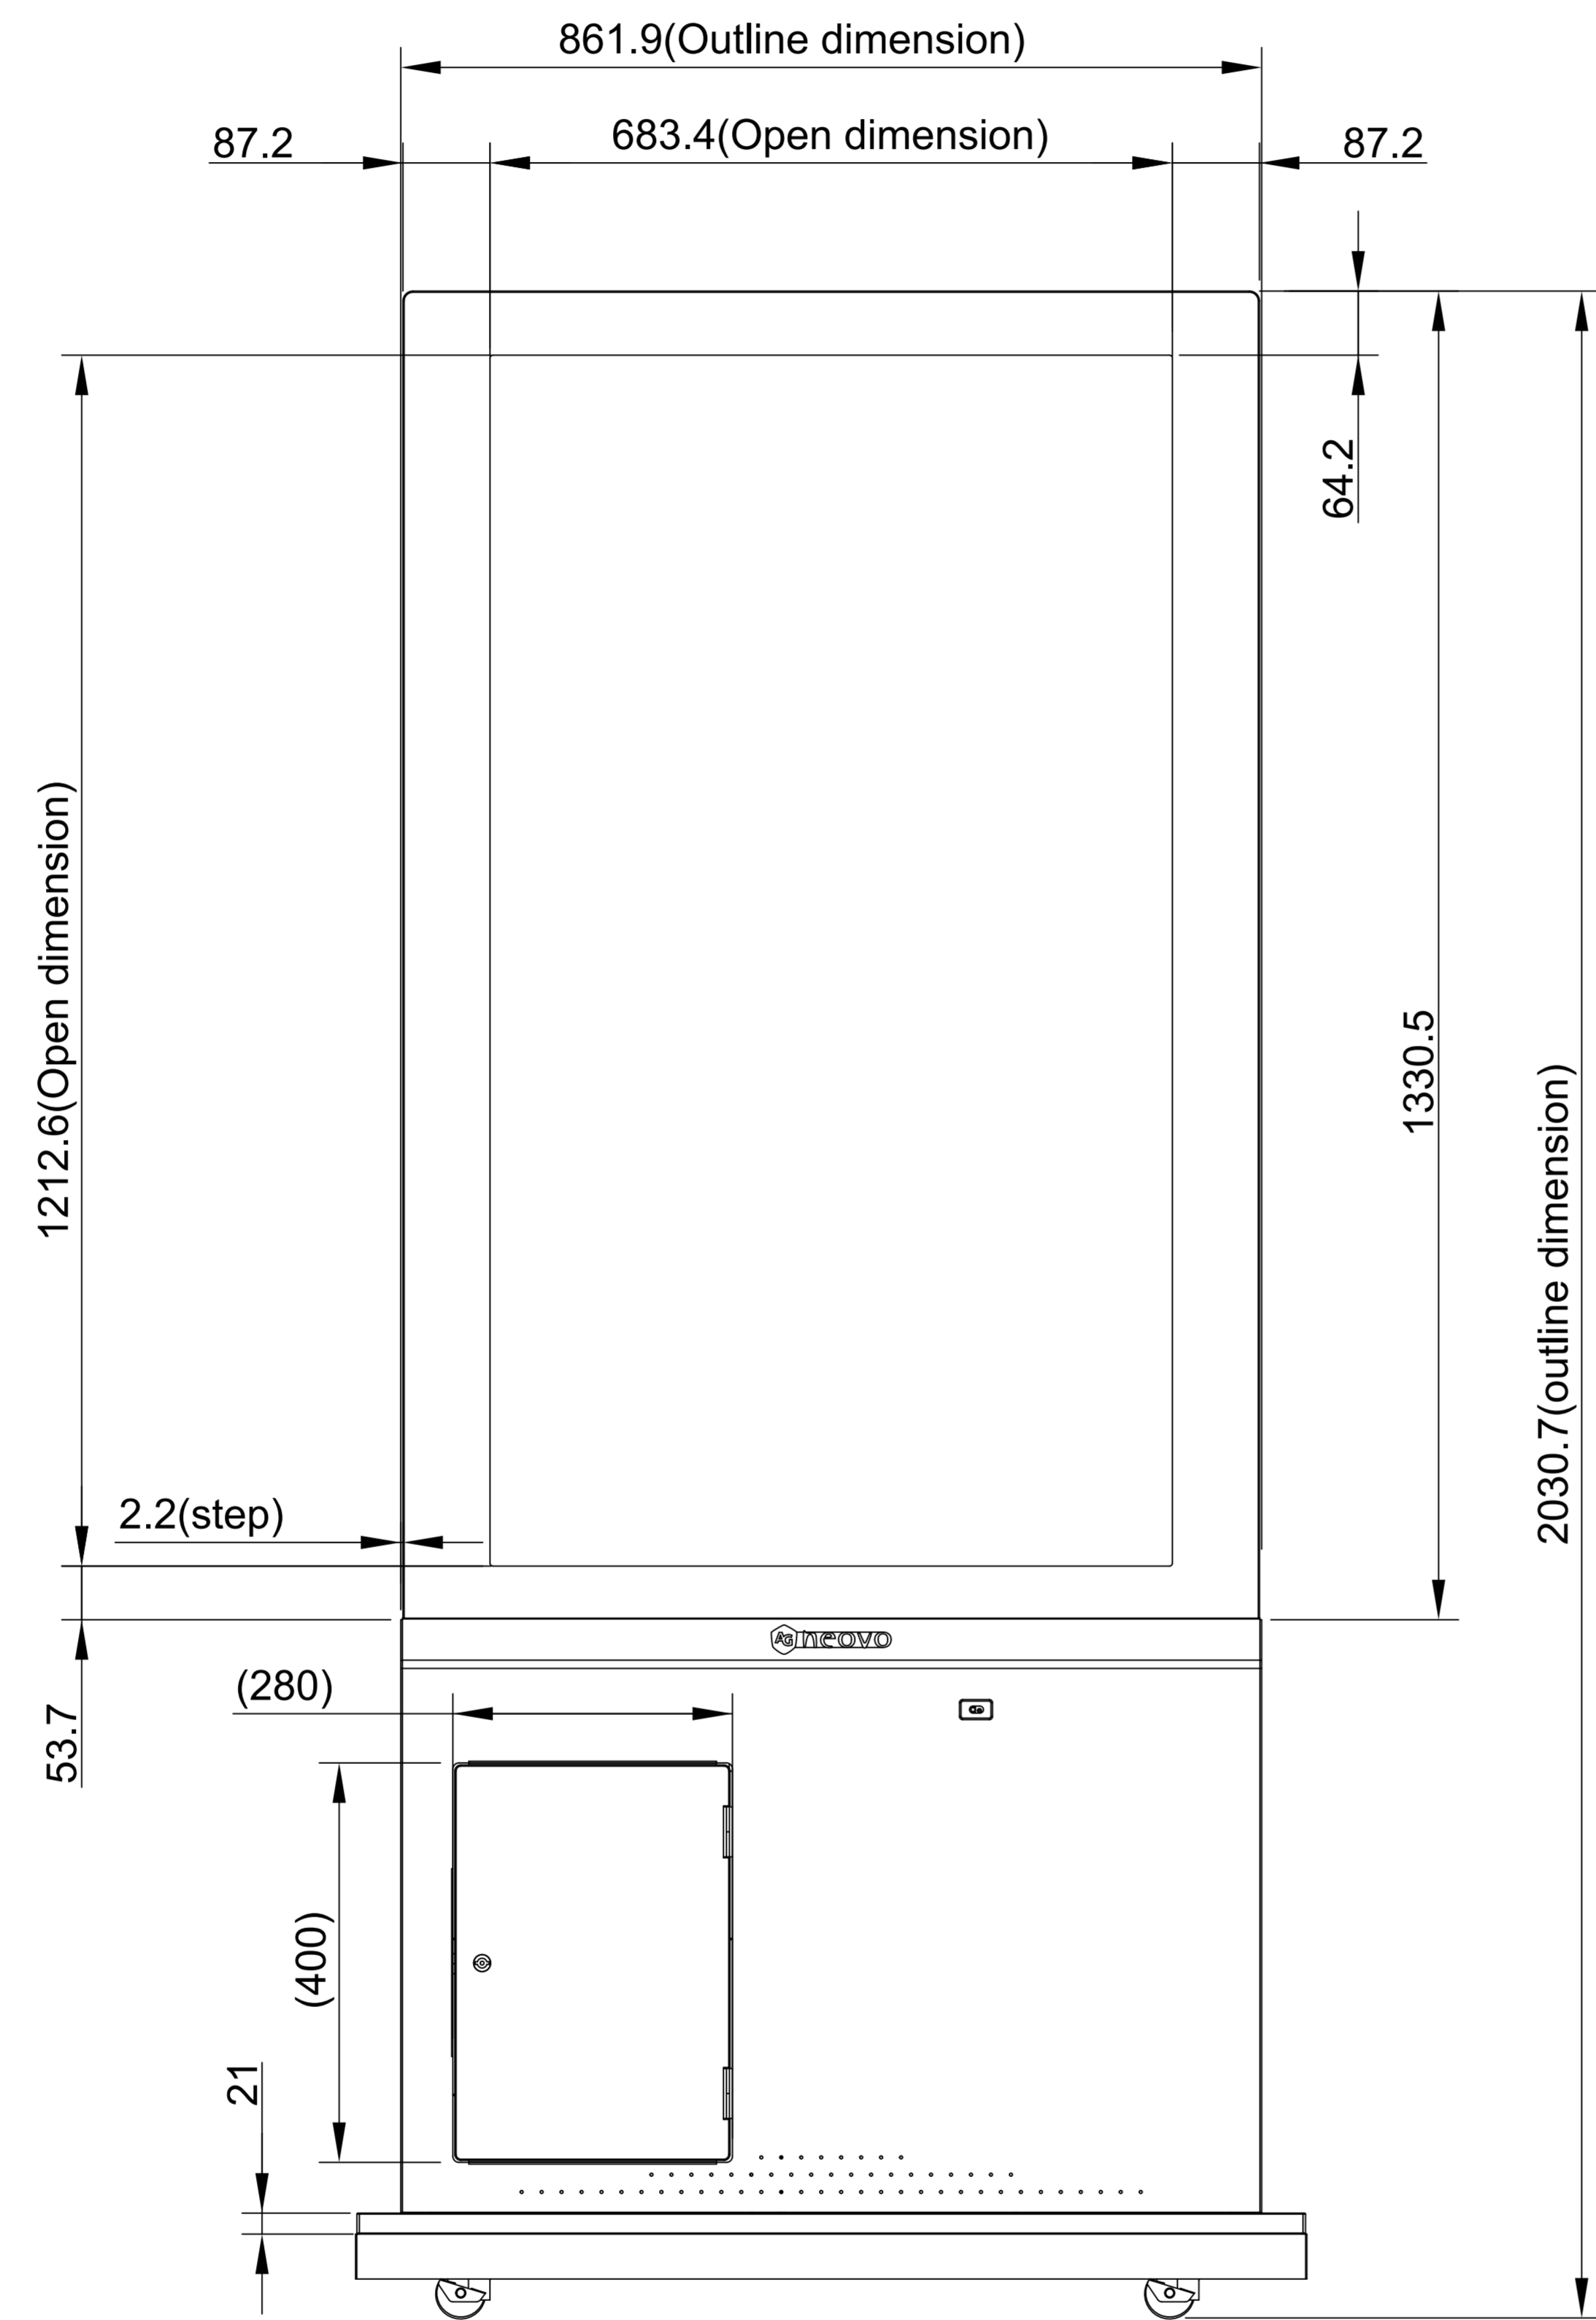 861.9(Outline dimension)
87.2
683.4(Open dimension)
87.2
64.2
1212.6(Open dimension)
1330.5
2030.7(outline dimension)
2.2(step)
AG neovo
53.7
(280)
(400)
21